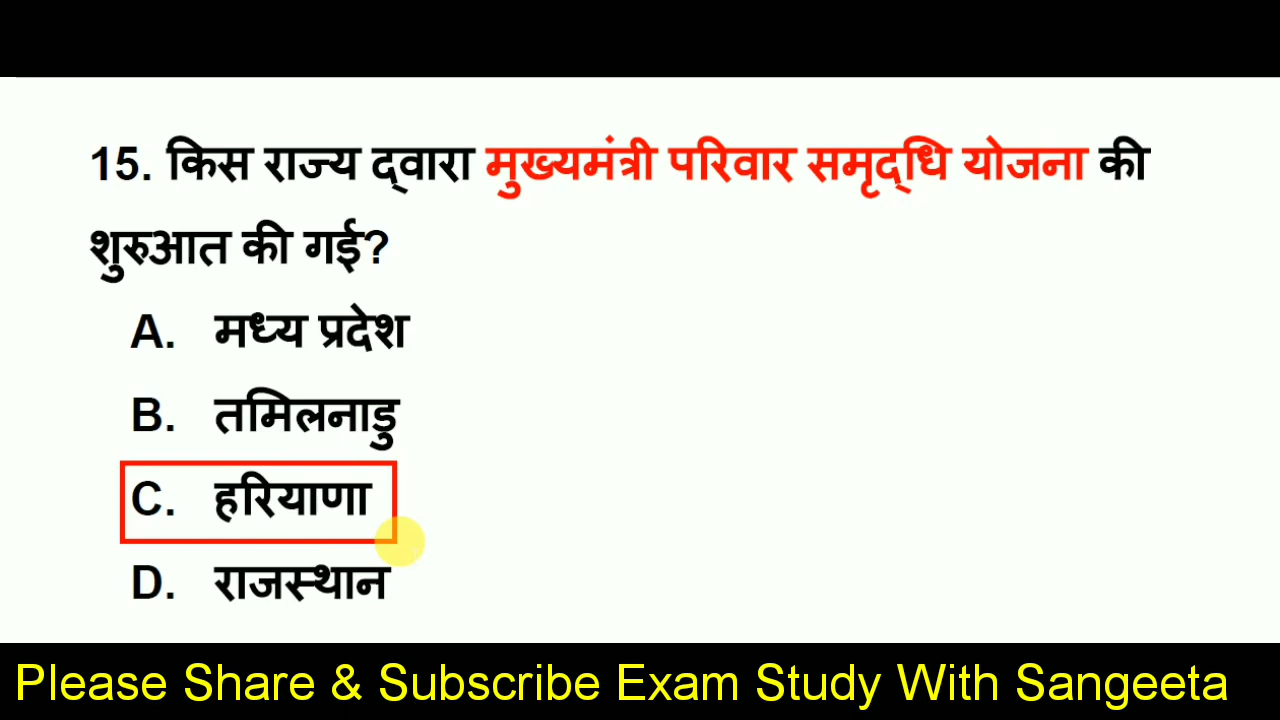 15. किस राज्य द्वारा मुख्यमंत्री परिवार समृद्धि योजना की
शुरुआत की गई?
A. मध्य प्रदेश
B. तमिलनाडु
C. हरियाणा
D. राजस्थान
Please Share & Subscribe Exam Study With Sangeeta